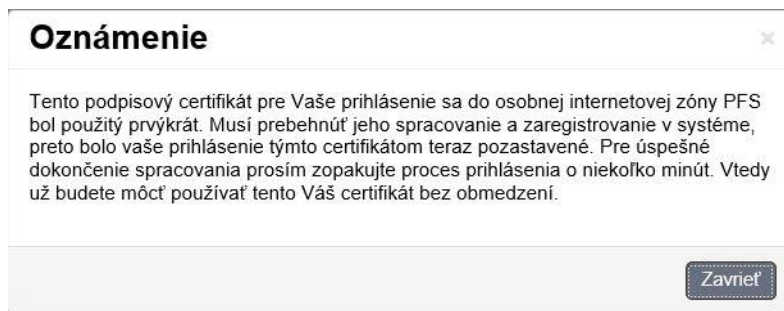 Oznámenie
Tento podpisový certifikát pre Vaše prihlásenie sa do osobnej internetovej zóny PFS
bol použitý prvýkrát. Musí prebehnúť jeho spracovanie a zaregistrovanie v systéme,
preto bolo vaše prihlásenie týmto certifikátom teraz pozastavené. Pre úspešné
dokončenie spracovania prosím zopakujte proces prihlásenia o niekoľko minút. Vtedy
už budete môcť používať tento Váš certifikát bez obmedzení.
Zavrieť